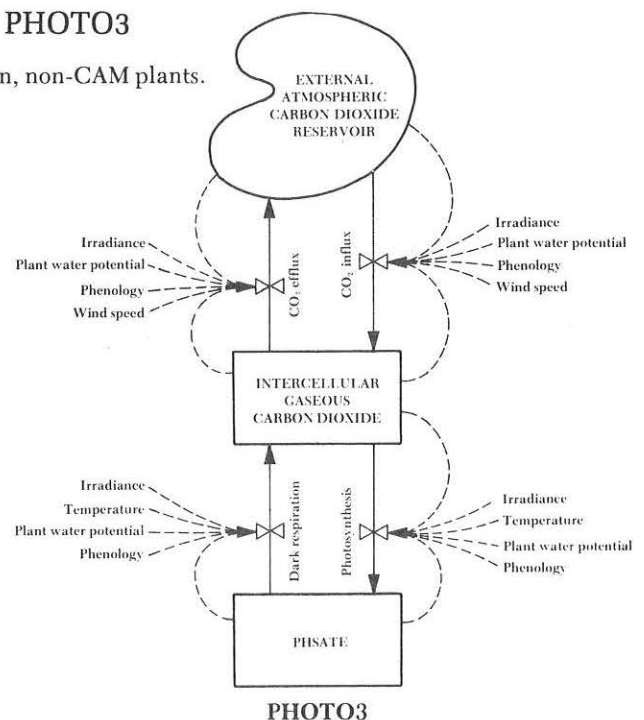 PHOTO3
n, non-CAM plants.
EXTERNAL
ATMOSPHERIC
CARBON DIOXIDE
RESERVOIR
Irradiance
Plant water potential
Phenology
Wind speed
CO₂ efflux
CO₂ influx
Irradiance
Plant water potential
Phenology
Wind speed
INTERCELLULAR
GASEOUS
CARBON DIOXIDE
Irradiance
Temperature
Plant water potential
Phenology
Dark respiration
Photosynthesis
Irradiance
Temperature
Plant water potential
Phenology
PHSATE
PHOTO3